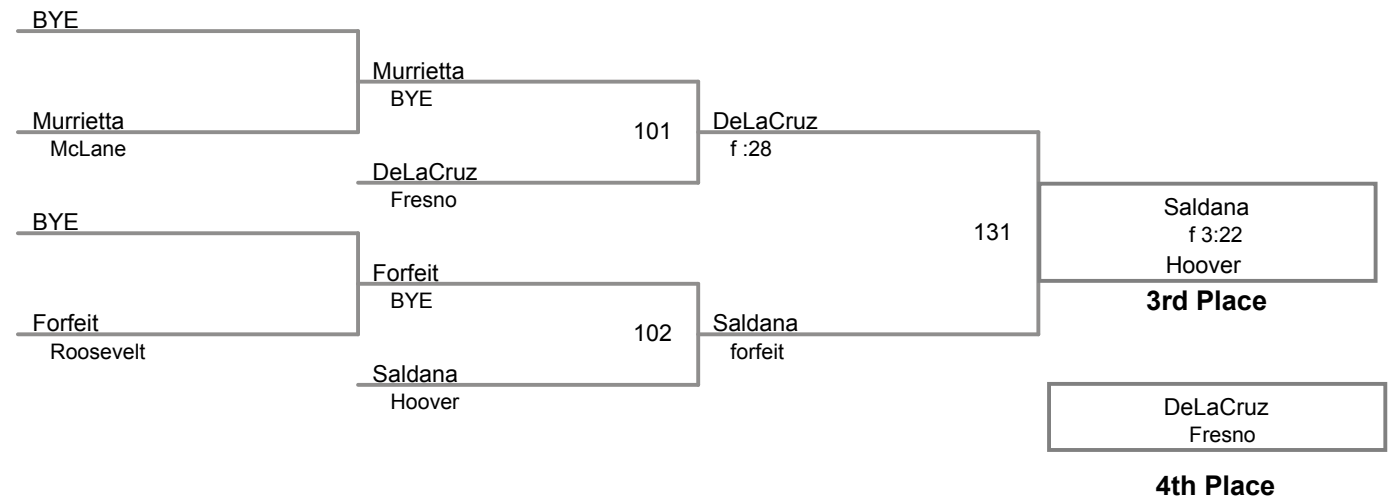 BYE
Murrietta
BYE
Murrietta
McLane
101
DeLaCruz
f :28
DeLaCruz
Fresno
BYE
131
Saldana
f 3:22
Hoover
3rd Place
Forfeit
BYE
Forfeit
Roosevelt
102
Saldana
forfeit
Saldana
Hoover
DeLaCruz
Fresno
4th Place